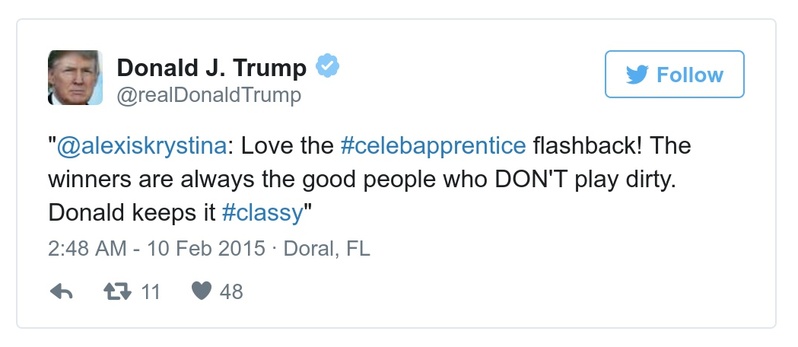 Donald J. Trump
@realDonaldTrump
Follow
"@alexiskrystina: Love the #celebapprentice flashback! The
winners are always the good people who DON'T play dirty.
Donald keeps it #classy"
2:48 AM - 10 Feb 2015 · Doral, FL
11 48